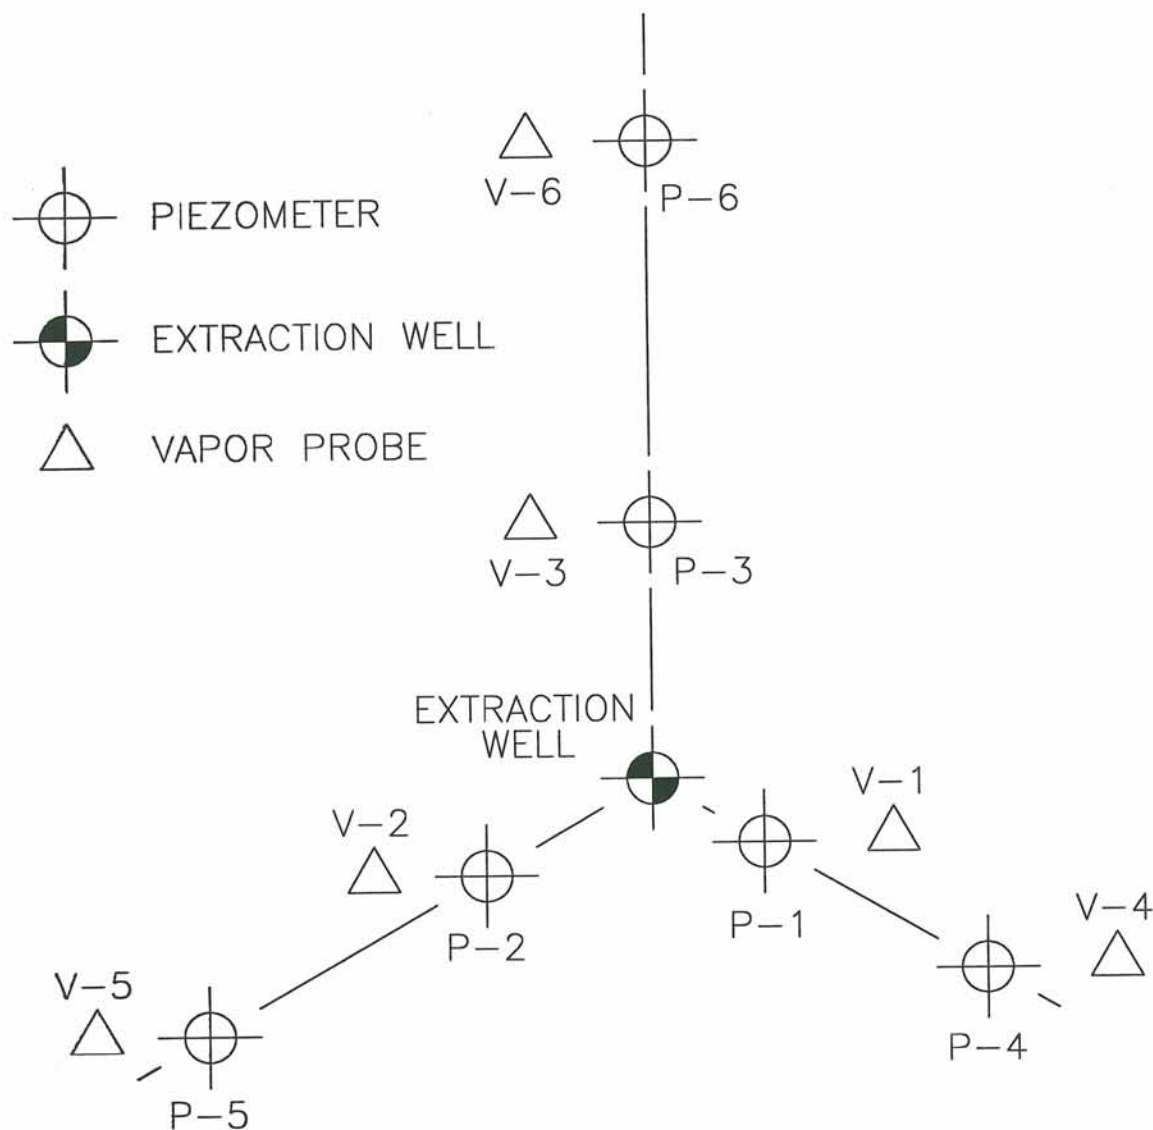 V-6
P-6
PIEZOMETER
EXTRACTION WELL
VAPOR PROBE
V-3
P-3
EXTRACTION
WELL
V-1
V-2
P-1
P-2
V-4
V-5
P-4
P-5